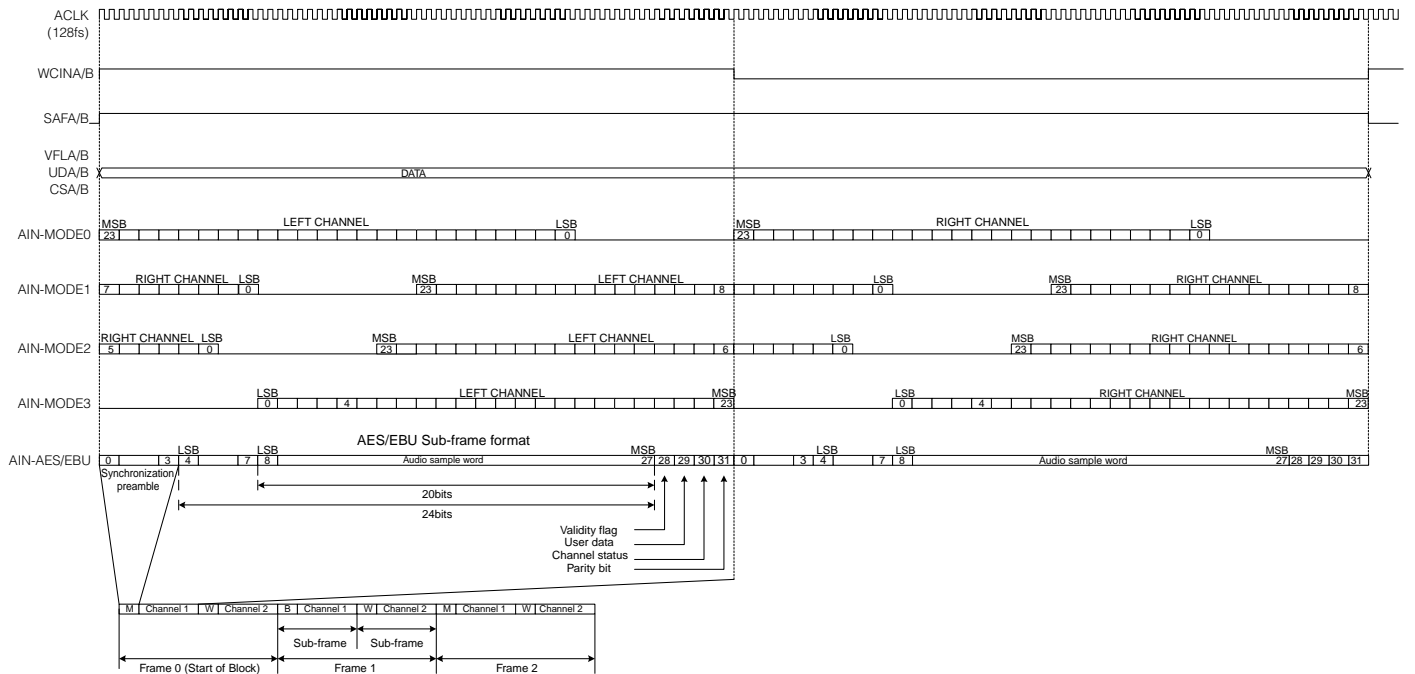 ACLK
(128fs)
WCINA/B
SAFA/B
VFLA/B
UDA/B
CSA/B
DATA
AIN-MODE0
MSB LEFT CHANNEL LSB RIGHT CHANNEL LSB
23 0 23 0
MSB
AIN-MODE1
RIGHT CHANNEL LSB MSB LEFT CHANNEL LSB MSB RIGHT CHANNEL
7 0 23 8 0 23 8
AIN-MODE2
RIGHT CHANNEL LSB MSB LEFT CHANNEL LSB MSB RIGHT CHANNEL
5 0 23 6 0 23 6
AIN-MODE3
LSB LEFT CHANNEL MSB LSB RIGHT CHANNEL MSB
0 4 23 0 4 23
AES/EBU Sub-frame format
AIN-AES/EBU
LSB LSB MSB LSB LSB MSB
0 3 4 7 8 Audio sample word 27 28 29 30 31 0 3 4 7 8 Audio sample word 27 28 29 30 31
Synchronization
preamble
20bits
24bits
Validity flag
User data
Channel status
Parity bit
M Channel 1 W Channel 2 B Channel 1 W Channel 2 M Channel 1 W Channel 2
Sub-frame Sub-frame
Frame 0 (Start of Block) Frame 1 Frame 2